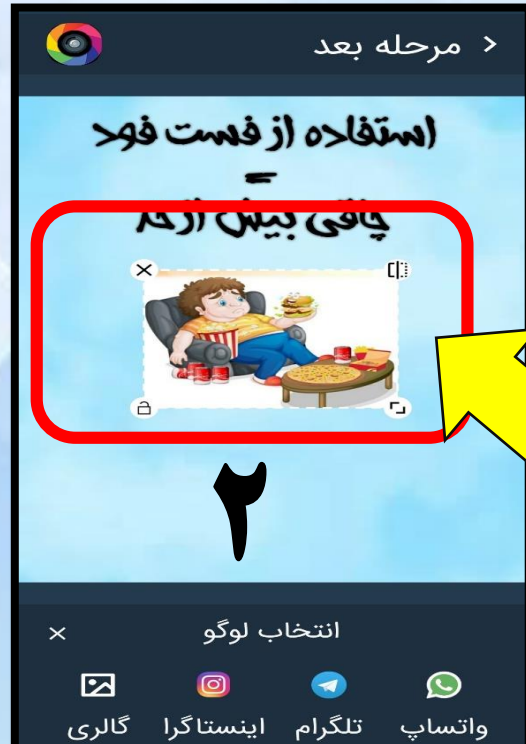 مرحله بعد
استفاده از فست فود
=
چاقی بیش از حد
۲
انتخاب لوگو
واتساپ تلگرام اینستاگرا گالری